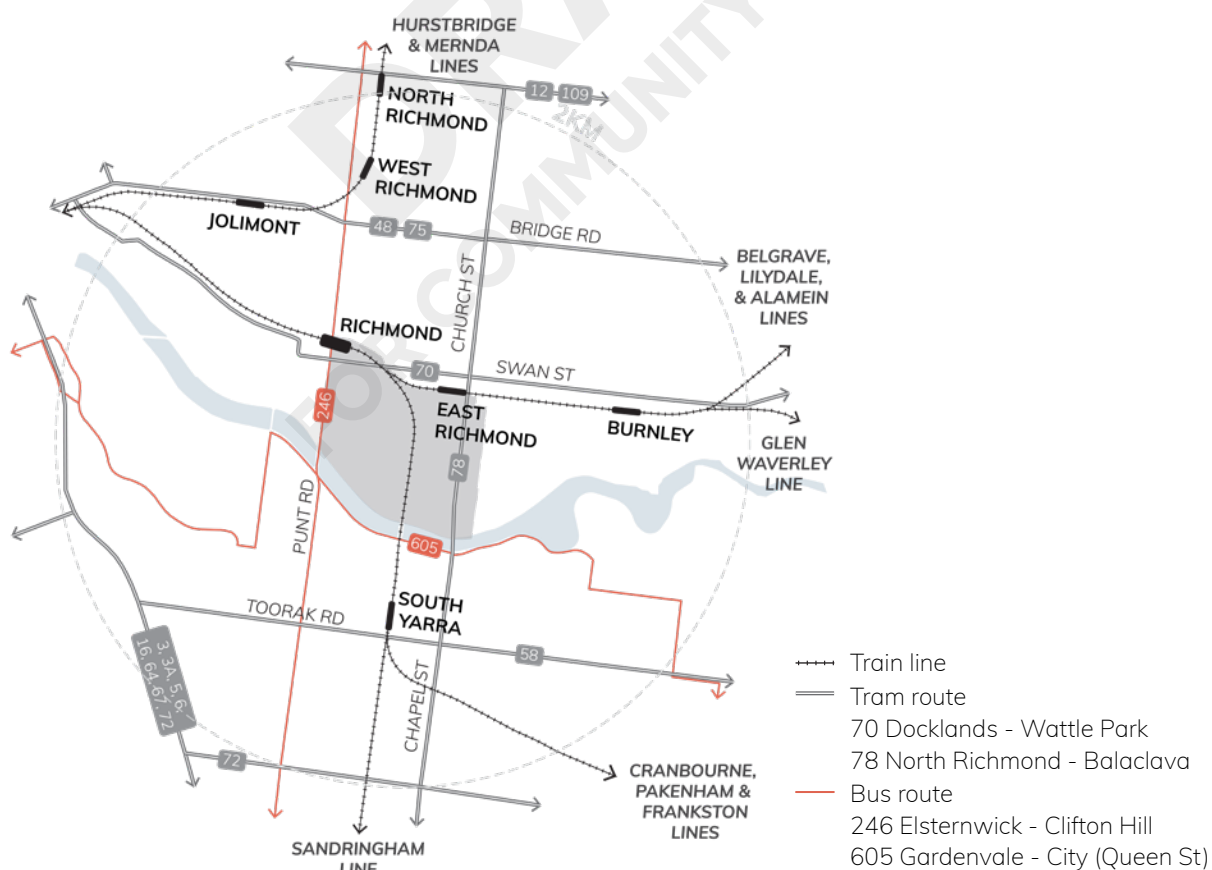 HURSTBRIDGE
& MERNDA
LINES
12
109
2KM
NORTH
RICHMOND
WEST
RICHMOND
JOLIMONT
48
75
BRIDGE RD
CHURCH ST
BELGRAVE,
LILYDALE,
& ALAMEIN
LINES
RICHMOND
70
SWAN ST
246
EAST
RICHMOND
BURNLEY
GLEN
WAVERLEY
LINE
78
PUNT RD
605
TOORAK RD
SOUTH
YARRA
58
3, 3A, 5, 6,
16, 64, 67, 72
CHAPEL ST
72
CRANBOURNE,
PAKENHAM &
FRANKSTON
LINES
SANDRINGHAM
LINE
Train line
Tram route
70 Docklands - Wattle Park
78 North Richmond - Balaclava
Bus route
246 Elsternwick - Clifton Hill
605 Gardenvale - City (Queen St)
FOR COMMUNITY